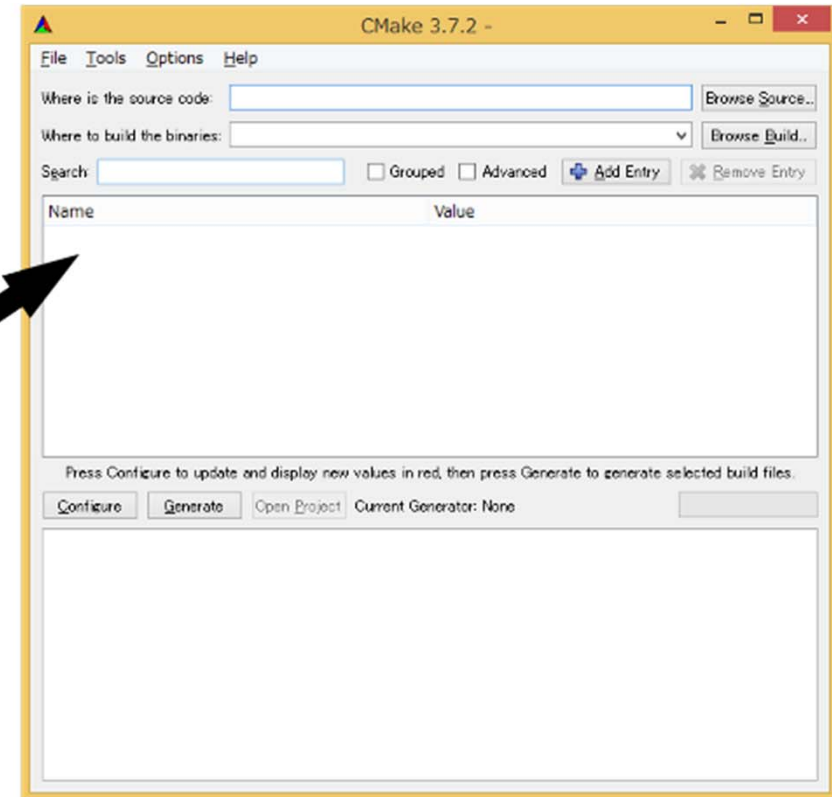 CMake 3.7.2 -
File Tools Options Help
Where is the source code: Browse Source...
Where to build the binaries: Browse Build...
Search: Grouped Advanced Add Entry Remove Entry
Name Value
Press Configure to update and display new values in red, then press Generate to generate selected build files.
Configure Generate Open Project Current Generator: None